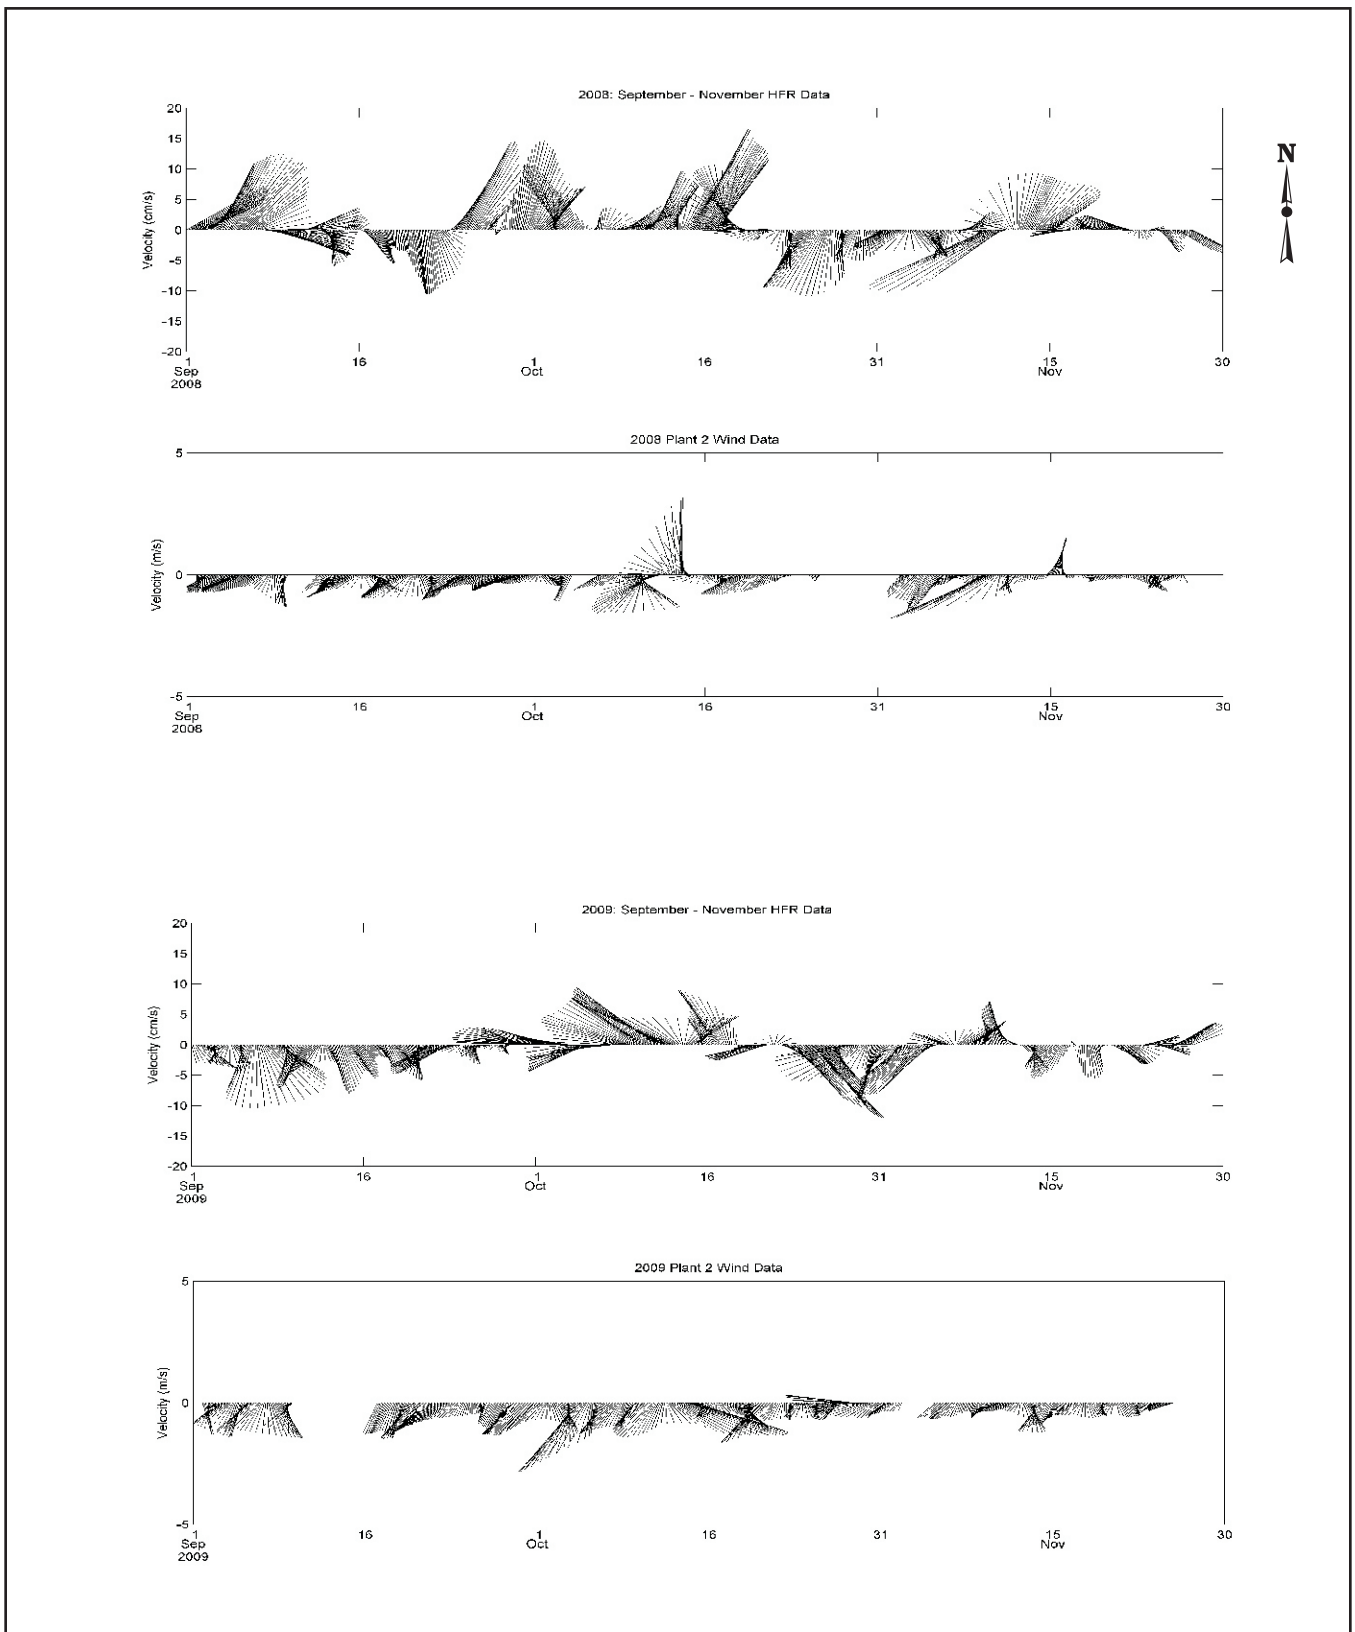 2008: September - November HFR Data
20
15
10
5
0
-5
-10
-15
-20
Velocity (cm/s)
1 16 1 16 31 15 30
Sep Oct Nov
2008
N
2008 Plant 2 Wind Data
5
0
-5
Velocity (m/s)
1 16 1 16 31 15 30
Sep Oct Nov
2008
2009: September - November HFR Data
20
15
10
5
0
-5
-10
-15
-20
Velocity (cm/s)
1 16 1 16 31 15 30
Sep Oct Nov
2009
2009 Plant 2 Wind Data
5
0
-5
Velocity (m/s)
1 16 1 16 31 15 30
Sep Oct Nov
2009